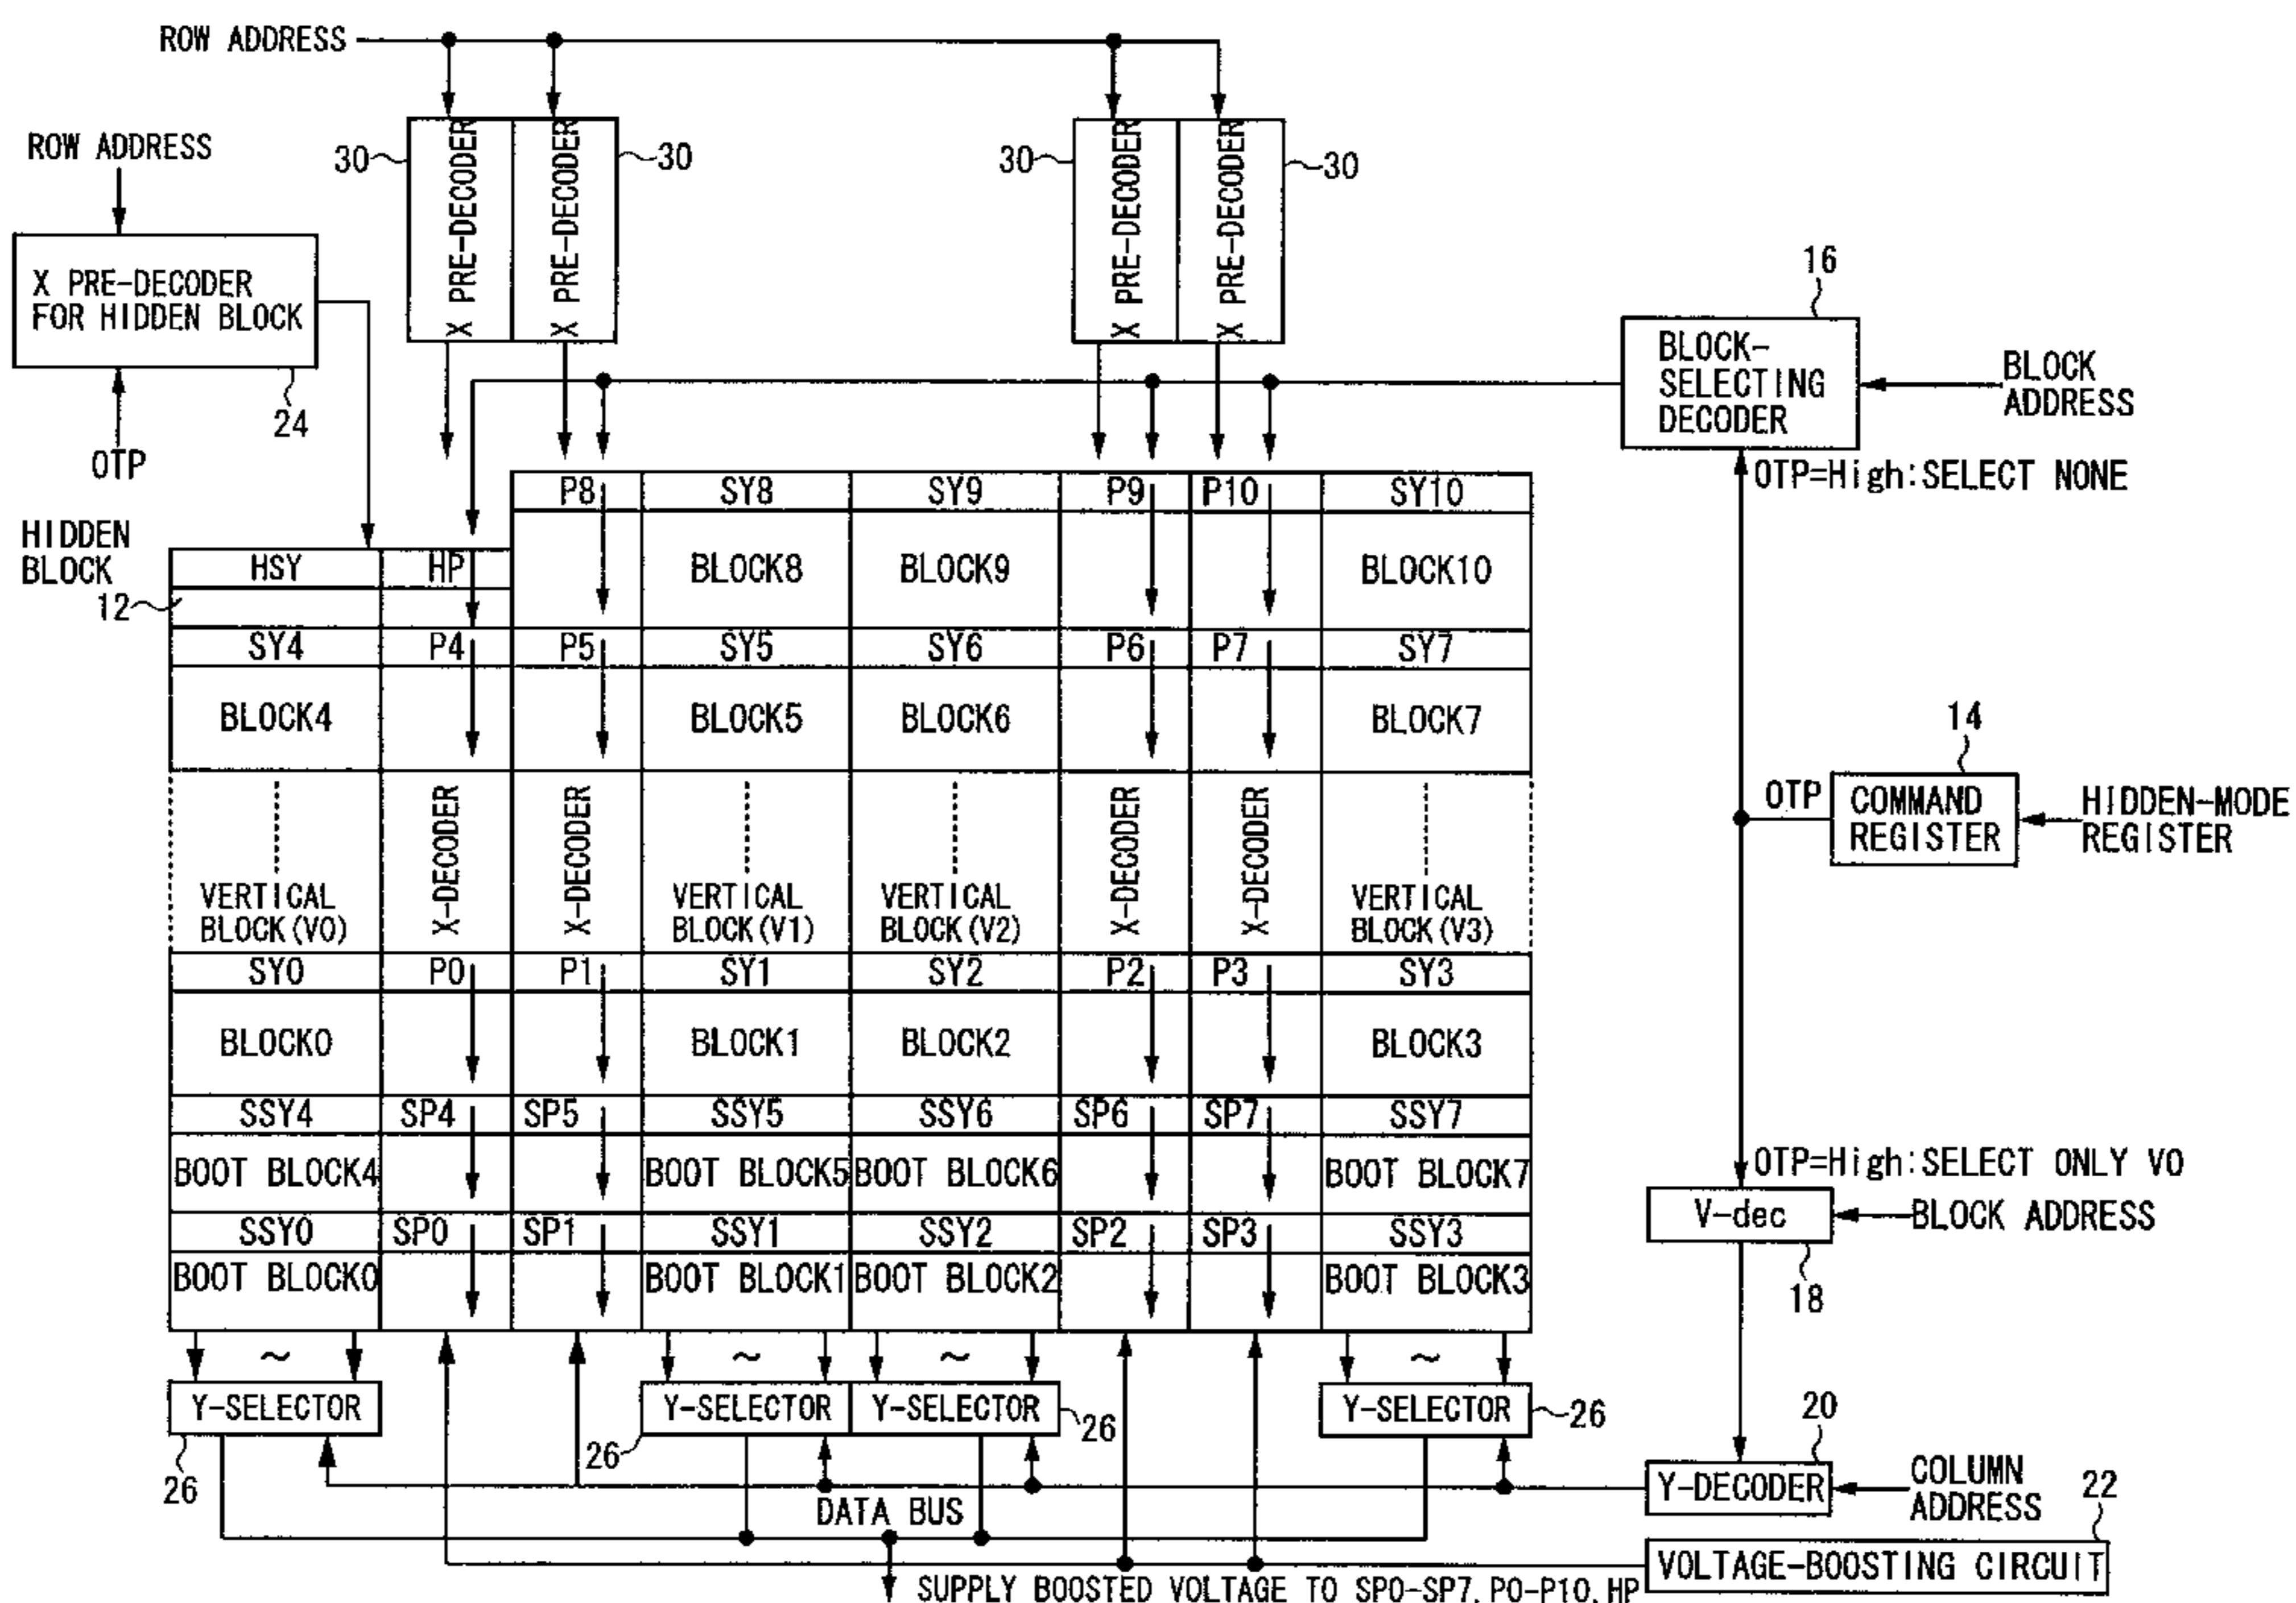 ROW ADDRESS
ROW ADDRESS
30
X PRE-DECODER
X PRE-DECODER
30
30
X PRE-DECODER
X PRE-DECODER
30
X PRE-DECODER
FOR HIDDEN BLOCK
24
OTP
16
BLOCK-
SELECTING
DECODER
BLOCK
ADDRESS
OTP=High:SELECT NONE
HIDDEN
BLOCK
12
P8 SY8 SY9 P9 P10 SY10
HSY HP BLOCK8 BLOCK9 BLOCK10
SY4 P4 P5 SY5 SY6 P6 P7 SY7
BLOCK4 BLOCK5 BLOCK6 BLOCK7
14
OTP
COMMAND
REGISTER
HIDDEN-MODE
REGISTER
VERTICAL
BLOCK(V0)
X-DECODER
X-DECODER
VERTICAL
BLOCK(V1)
VERTICAL
BLOCK(V2)
X-DECODER
X-DECODER
VERTICAL
BLOCK(V3)
SY0 P0 P1 SY1 SY2 P2 P3 SY3
BLOCK0 BLOCK1 BLOCK2 BLOCK3
SSY4 SP4 SP5 SSY5 SSY6 SP6 SP7 SSY7
BOOT BLOCK4 BOOT BLOCK5 BOOT BLOCK6 BOOT BLOCK7
SSY0 SP0 SP1 SSY1 SSY2 SP2 SP3 SSY3
BOOT BLOCK0 BOOT BLOCK1 BOOT BLOCK2 BOOT BLOCK3
OTP=High:SELECT ONLY V0
V-dec
BLOCK ADDRESS
18
~ ~ ~ ~
Y-SELECTOR Y-SELECTOR Y-SELECTOR Y-SELECTOR
26
26
26
26
20
Y-DECODER
COLUMN
ADDRESS
DATA BUS
22
VOLTAGE-BOOSTING CIRCUIT
SUPPLY BOOSTED VOLTAGE TO SP0-SP7,P0-P10,HP